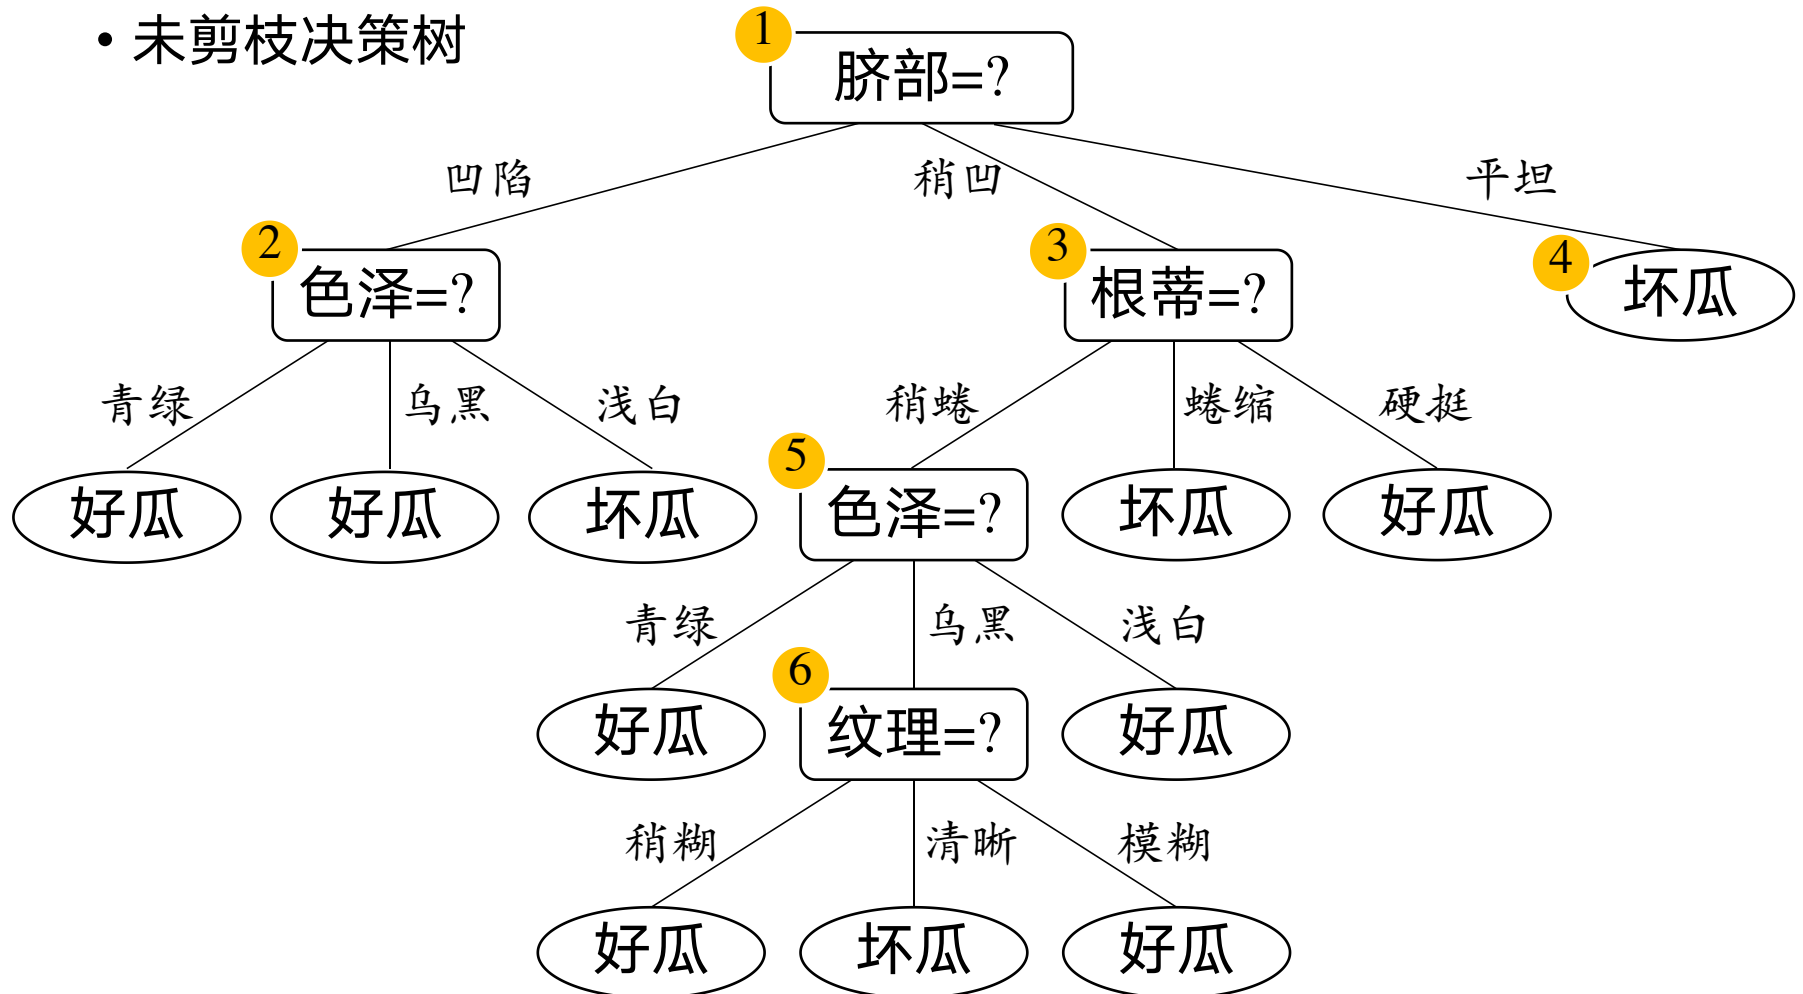 • 未剪枝决策树
1
脐部=?
凹陷 稍凹 平坦
2 3 4
色泽=? 根蒂=? 坏瓜
青绿 乌黑 浅白 稍蜷 蜷缩 硬挺
5
好瓜 好瓜 坏瓜 色泽=? 坏瓜 好瓜
青绿 乌黑 浅白
6
好瓜 纹理=? 好瓜
稍糊 清晰 模糊
好瓜 坏瓜 好瓜